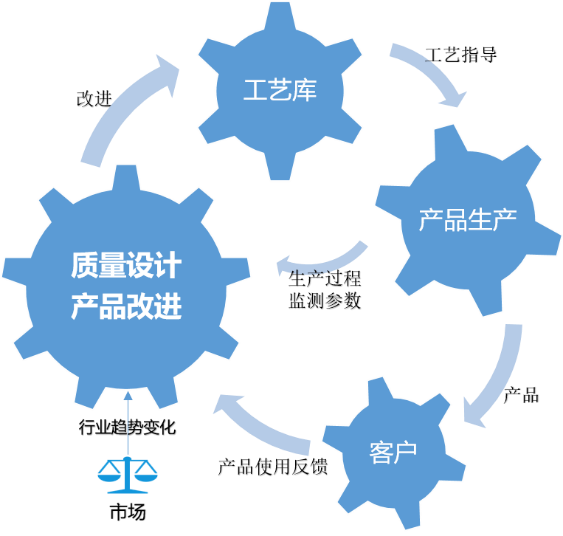 工艺库
工艺指导
改进
产品生产
质量设计
产品改进
生产过程
监测参数
产品
行业趋势变化
客户
产品使用反馈
市场